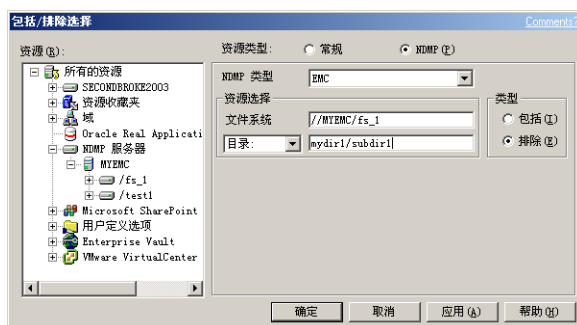 包括/排除选择
Comments?
资源(R):
资源类型: 常规 NDMP(P)
所有的资源
SECONDBROKE2003
资源收藏夹
域
Oracle Real Applicati
NDMP 服务器
MYEMC
/fs_1
/test1
Microsoft SharePoint
用户定义选项
Enterprise Vault
VMware VirtualCenter
NDMP 类型 EMC
资源选择
文件系统 //MYEMC/fs_1
目录: mydir1/subdir1
类型
包括(I)
排除(E)
确定 取消 应用(A) 帮助(H)